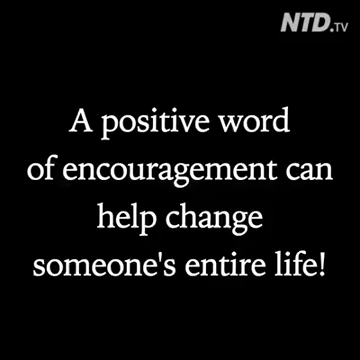 NTD.TV
A positive word
of encouragement can
help change
someone's entire life!